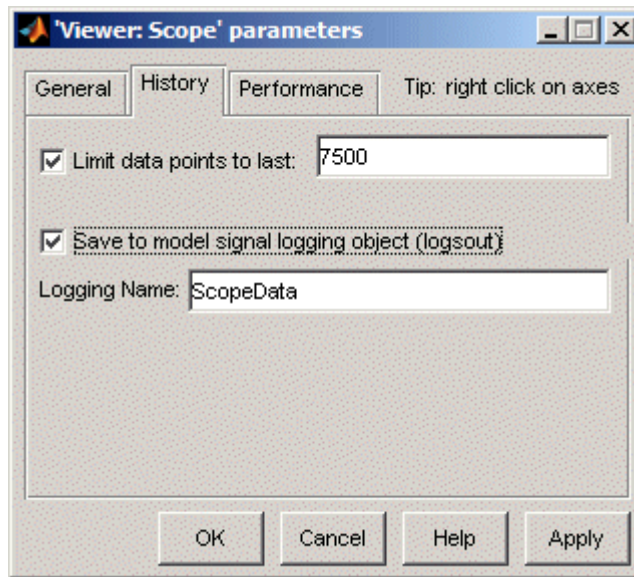 'Viewer: Scope' parameters
General History Performance Tip: right click on axes
Limit data points to last: 7500
Save to model signal logging object (logsout)
Logging Name: ScopeData
OK Cancel Help Apply